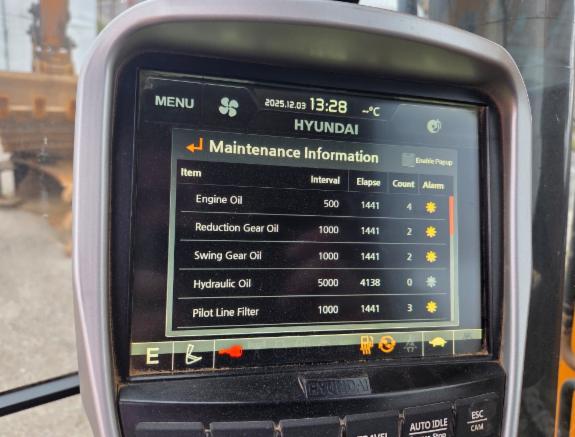 MENU 2025.12.03 13:28 --°C
HYUNDAI
Maintenance Information Enable Popup
Item Interval Elapse Count Alarm
Engine Oil 500 1441 4
Reduction Gear Oil 1000 1441 2
Swing Gear Oil 1000 1441 2
Hydraulic Oil 5000 4138 0
Pilot Line Filter 1000 1441 3
E
HYUNDAI
TRAVEL AUTO IDLE ESC
CAM